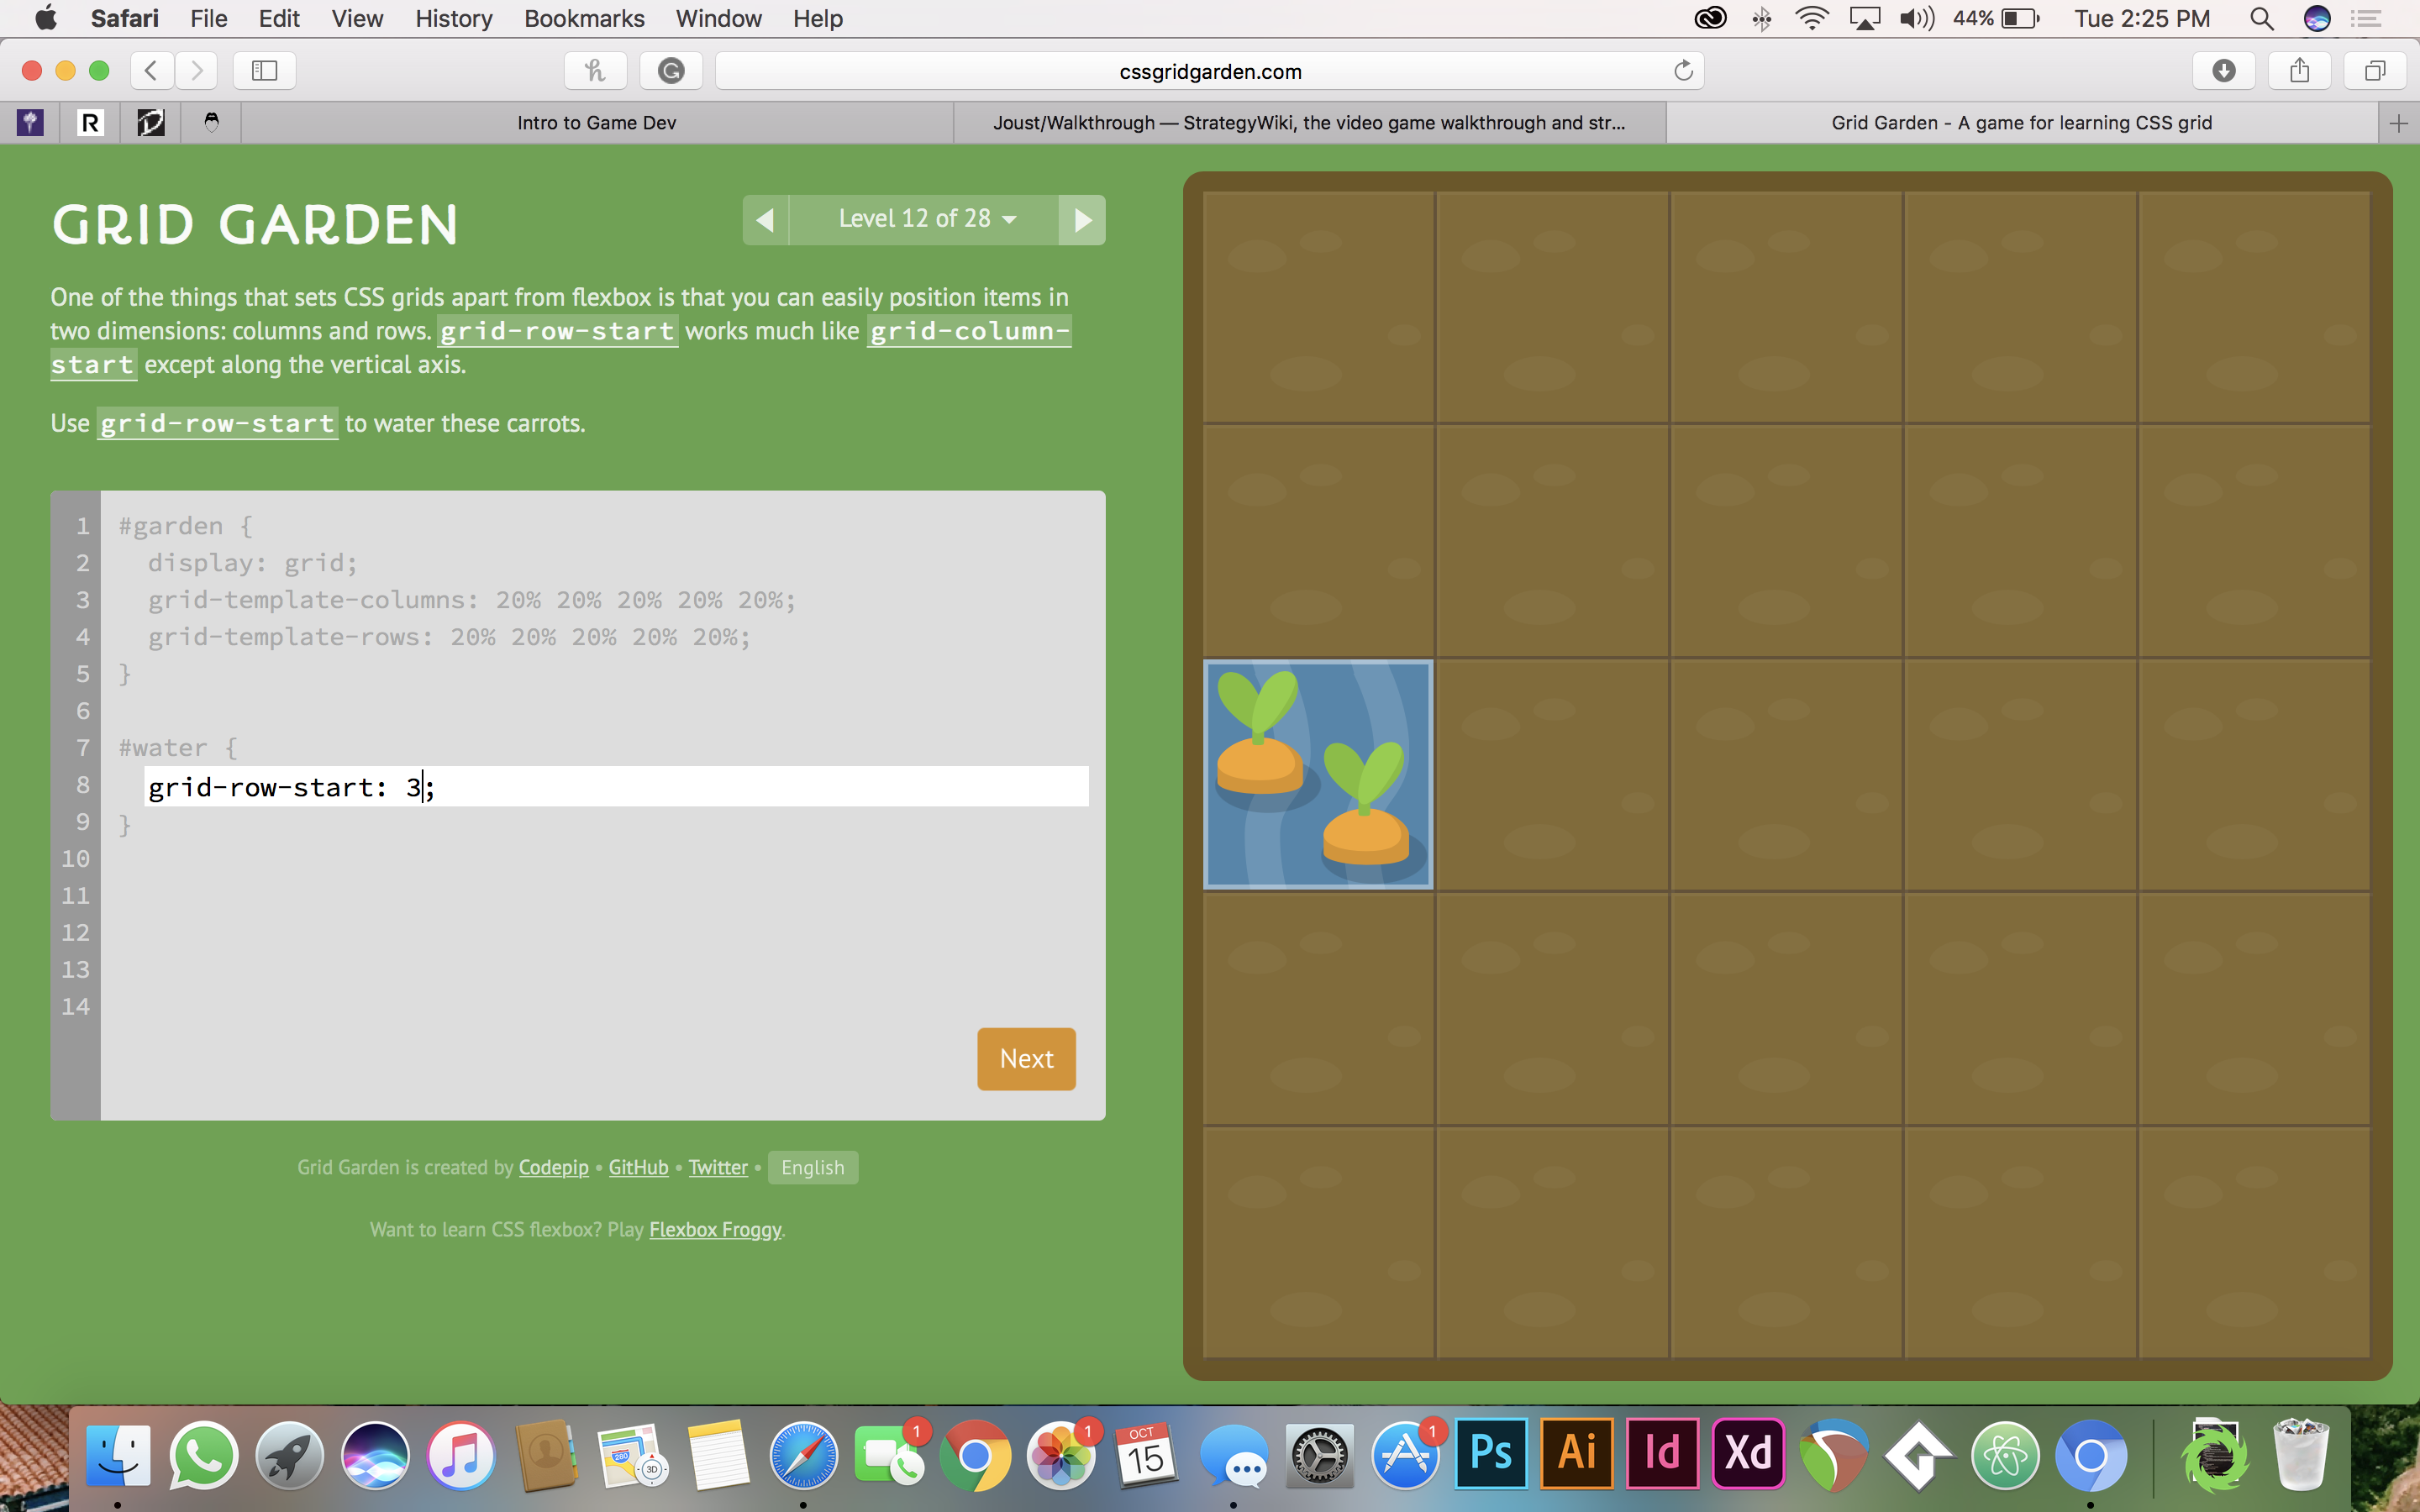 Safari File Edit View History Bookmarks Window Help 44% Tue 2:25 PM
cssgridgarden.com
R Intro to Game Dev Joust/Walkthrough — StrategyWiki, the video game walkthrough and str... Grid Garden - A game for learning CSS grid
GRID GARDEN
Level 12 of 28
One of the things that sets CSS grids apart from flexbox is that you can easily position items in
two dimensions: columns and rows. grid-row-start works much like grid-column-
start except along the vertical axis.
Use grid-row-start to water these carrots.
1 #garden {
2 display: grid;
3 grid-template-columns: 20% 20% 20% 20% 20%;
4 grid-template-rows: 20% 20% 20% 20% 20%;
5 }
6
7 #water {
8 grid-row-start: 3;
9 }
10
11
12
13
14
Next
Grid Garden is created by Codepip • GitHub • Twitter • English
Want to learn CSS flexbox? Play Flexbox Froggy.
280 3D 1 1 OCT 15 1 Ps Ai Id Xd